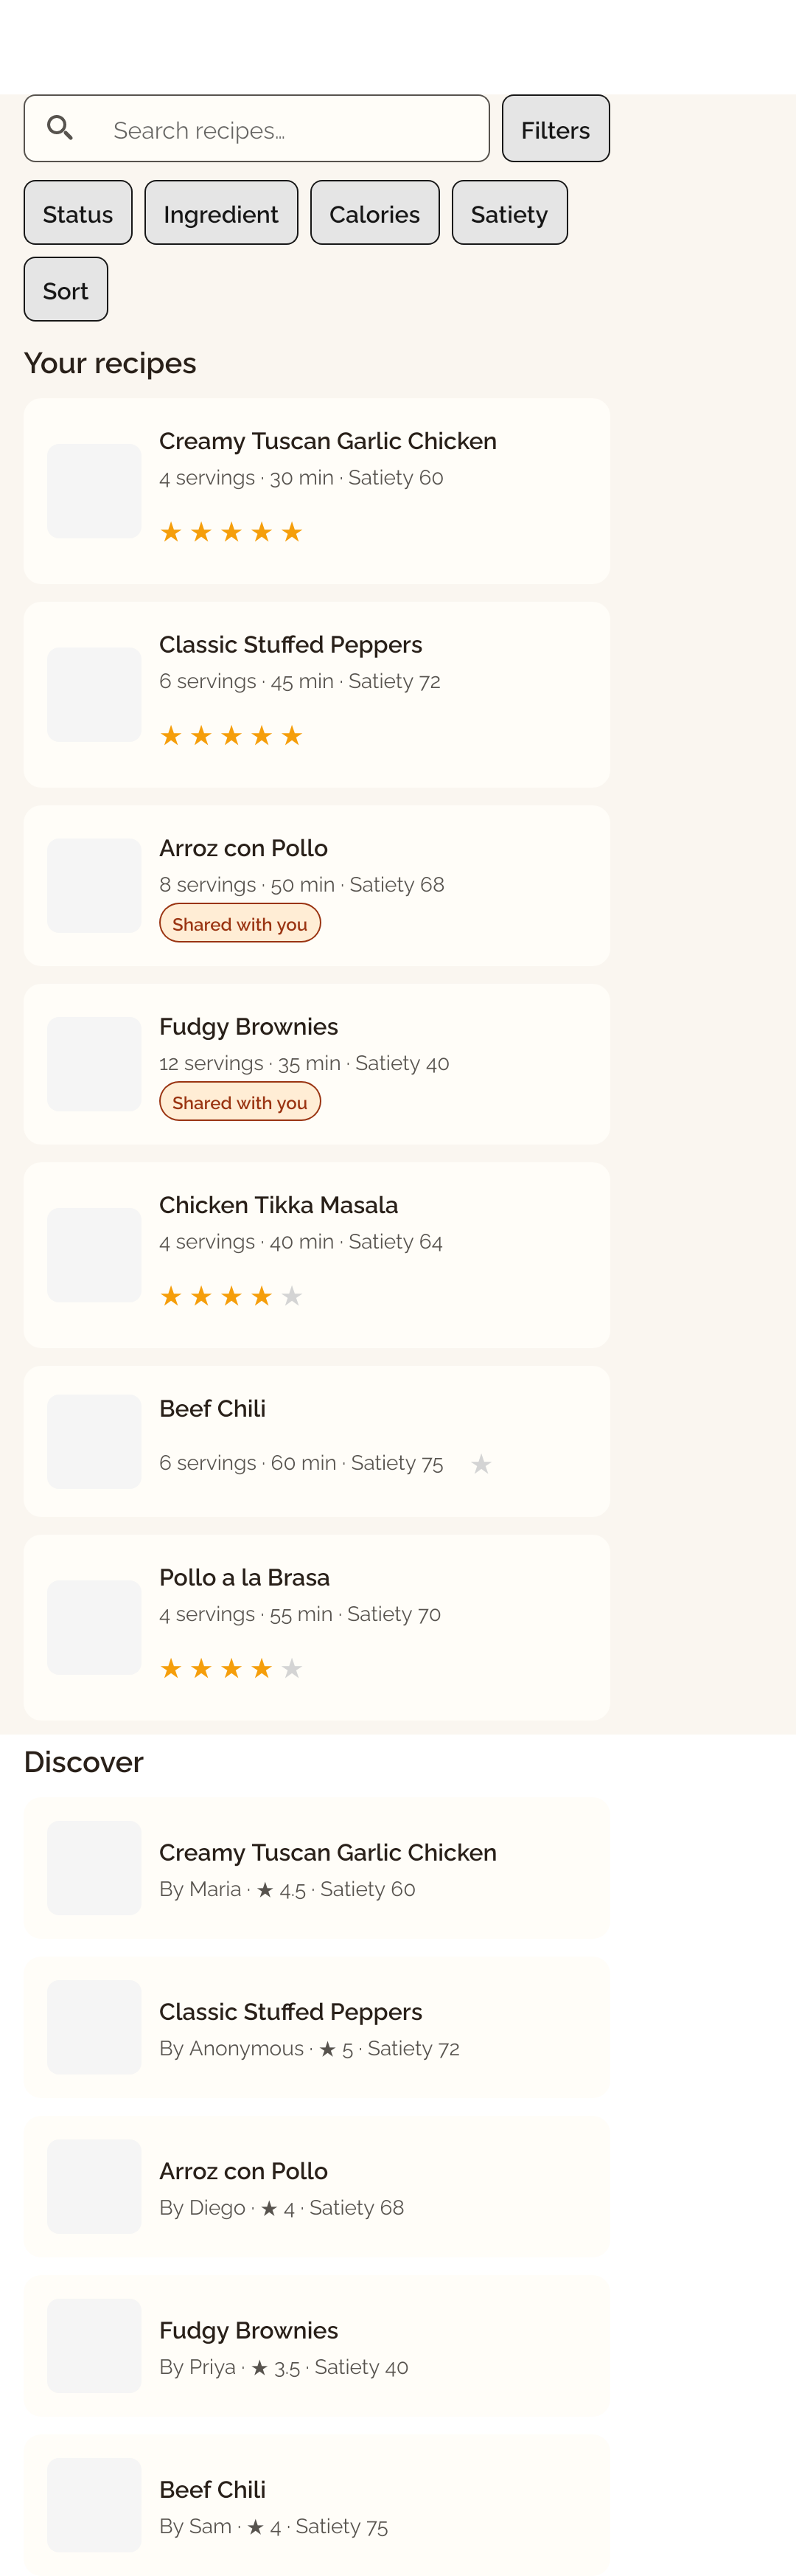 Search recipes...
Filters
Status
Ingredient
Calories
Satiety
Sort
Your recipes
Creamy Tuscan Garlic Chicken
4 servings · 30 min · Satiety 60
★ ★ ★ ★ ★
Classic Stuffed Peppers
6 servings · 45 min · Satiety 72
★ ★ ★ ★ ★
Arroz con Pollo
8 servings · 50 min · Satiety 68
Shared with you
Fudgy Brownies
12 servings · 35 min · Satiety 40
Shared with you
Chicken Tikka Masala
4 servings · 40 min · Satiety 64
★ ★ ★ ★ ★
Beef Chili
6 servings · 60 min · Satiety 75 ★
Pollo a la Brasa
4 servings · 55 min · Satiety 70
★ ★ ★ ★ ★
Discover
Creamy Tuscan Garlic Chicken
By Maria · ★ 4.5 · Satiety 60
Classic Stuffed Peppers
By Anonymous · ★ 5 · Satiety 72
Arroz con Pollo
By Diego · ★ 4 · Satiety 68
Fudgy Brownies
By Priya · ★ 3.5 · Satiety 40
Beef Chili
By Sam · ★ 4 · Satiety 75